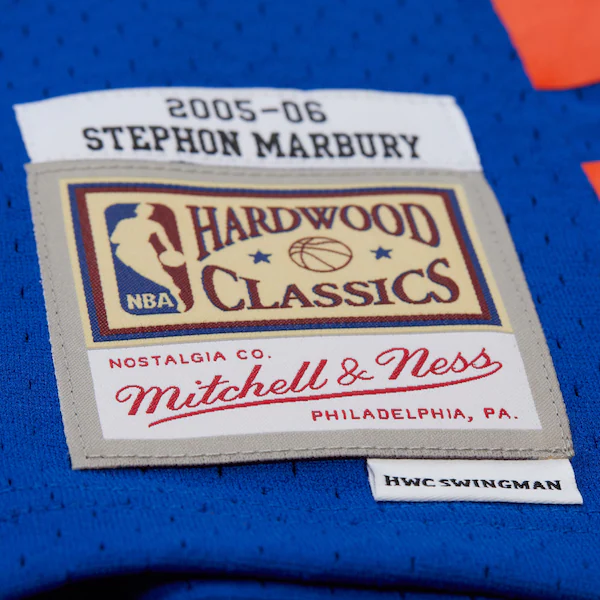 2005-06
STEPHON MARBURY
HARDWOOD
CLASSICS
NBA
NOSTALGIA CO.
Mitchell & Ness
PHILADELPHIA, PA.
HWC SWINGMAN